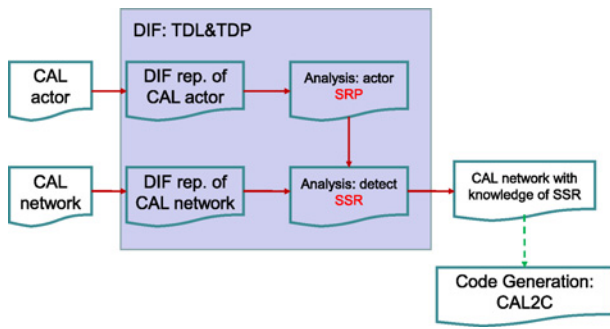 DIF: TDL&TDP
CAL
actor
DIF rep. of
CAL actor
Analysis: actor
SRP
CAL
network
DIF rep. of
CAL network
Analysis: detect
SSR
CAL network with
knowledge of SSR
Code Generation:
CAL2C